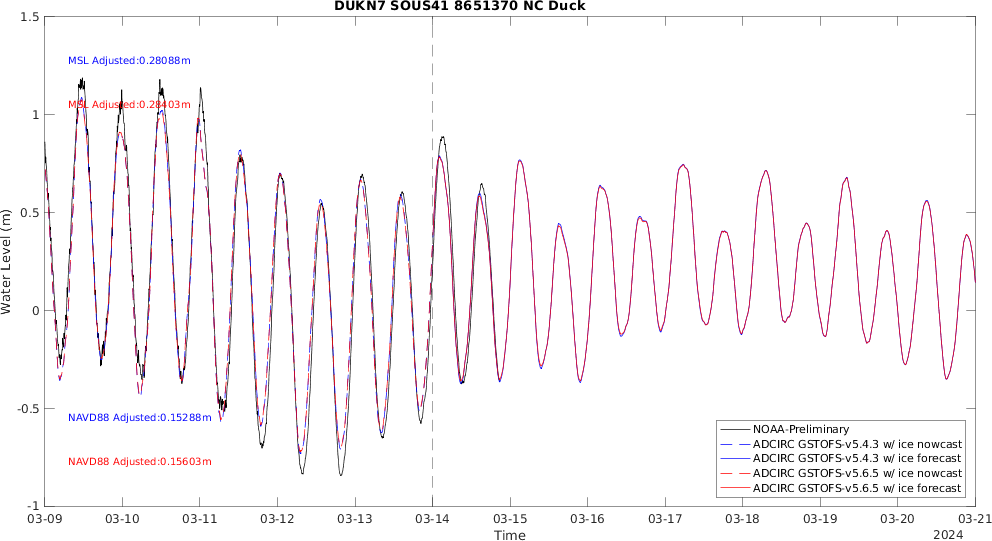 DUKN7 SOUS41 8651370 NC Duck
1.5
1
0.5
0
-0.5
-1
Water Level (m)
MSL Adjusted:0.28088m
MSL Adjusted:0.28403m
NAVD88 Adjusted:0.15288m
NAVD88 Adjusted:0.15603m
NOAA-Preliminary
ADCIRC GSTOFS-v5.4.3 w/ ice nowcast
ADCIRC GSTOFS-v5.4.3 w/ ice forecast
ADCIRC GSTOFS-v5.6.5 w/ ice nowcast
ADCIRC GSTOFS-v5.6.5 w/ ice forecast
03-09 03-10 03-11 03-12 03-13 03-14 03-15 03-16 03-17 03-18 03-19 03-20 03-21
Time
2024